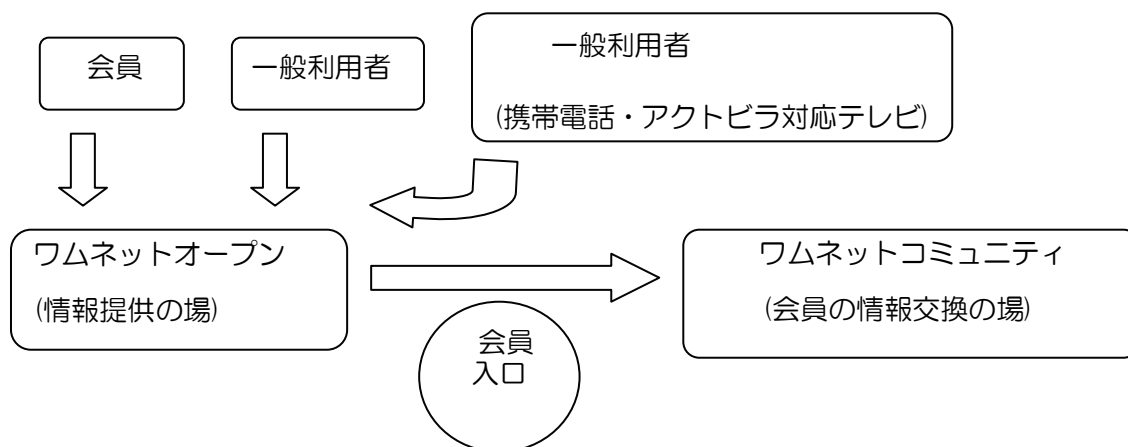 会員
一般利用者
一般利用者
(携帯電話・アクトビラ対応テレビ)
ワムネットオープン
(情報提供の場)
ワムネットコミュニティ
(会員の情報交換の場)
会員
入口